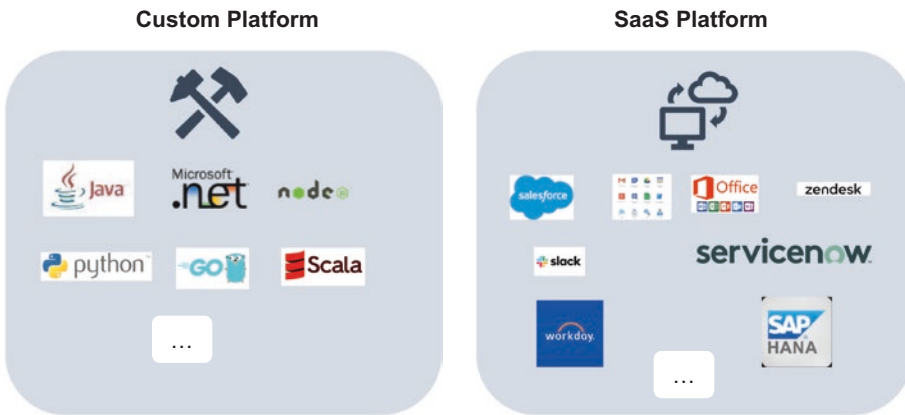 Custom Platform
SaaS Platform
Java
Microsoft
.net
node
python
GO
Scala
...
salesforce
Office
zendesk
slack
servicenow
workday
SAP
HANA
...